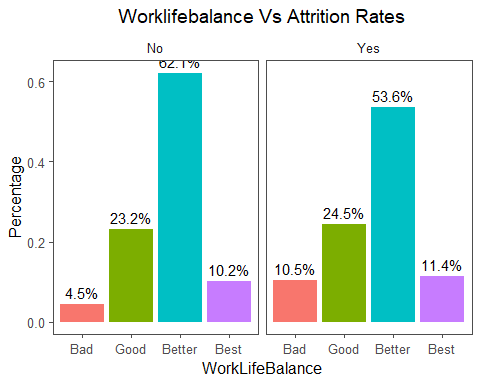 Worklifebalance Vs Attrition Rates
No
Yes
Percentage
0.6
0.4
0.2
0.0
62.1%
23.2%
10.2%
4.5%
53.6%
24.5%
10.5%
11.4%
Bad Good Better Best
Bad Good Better Best
WorkLifeBalance